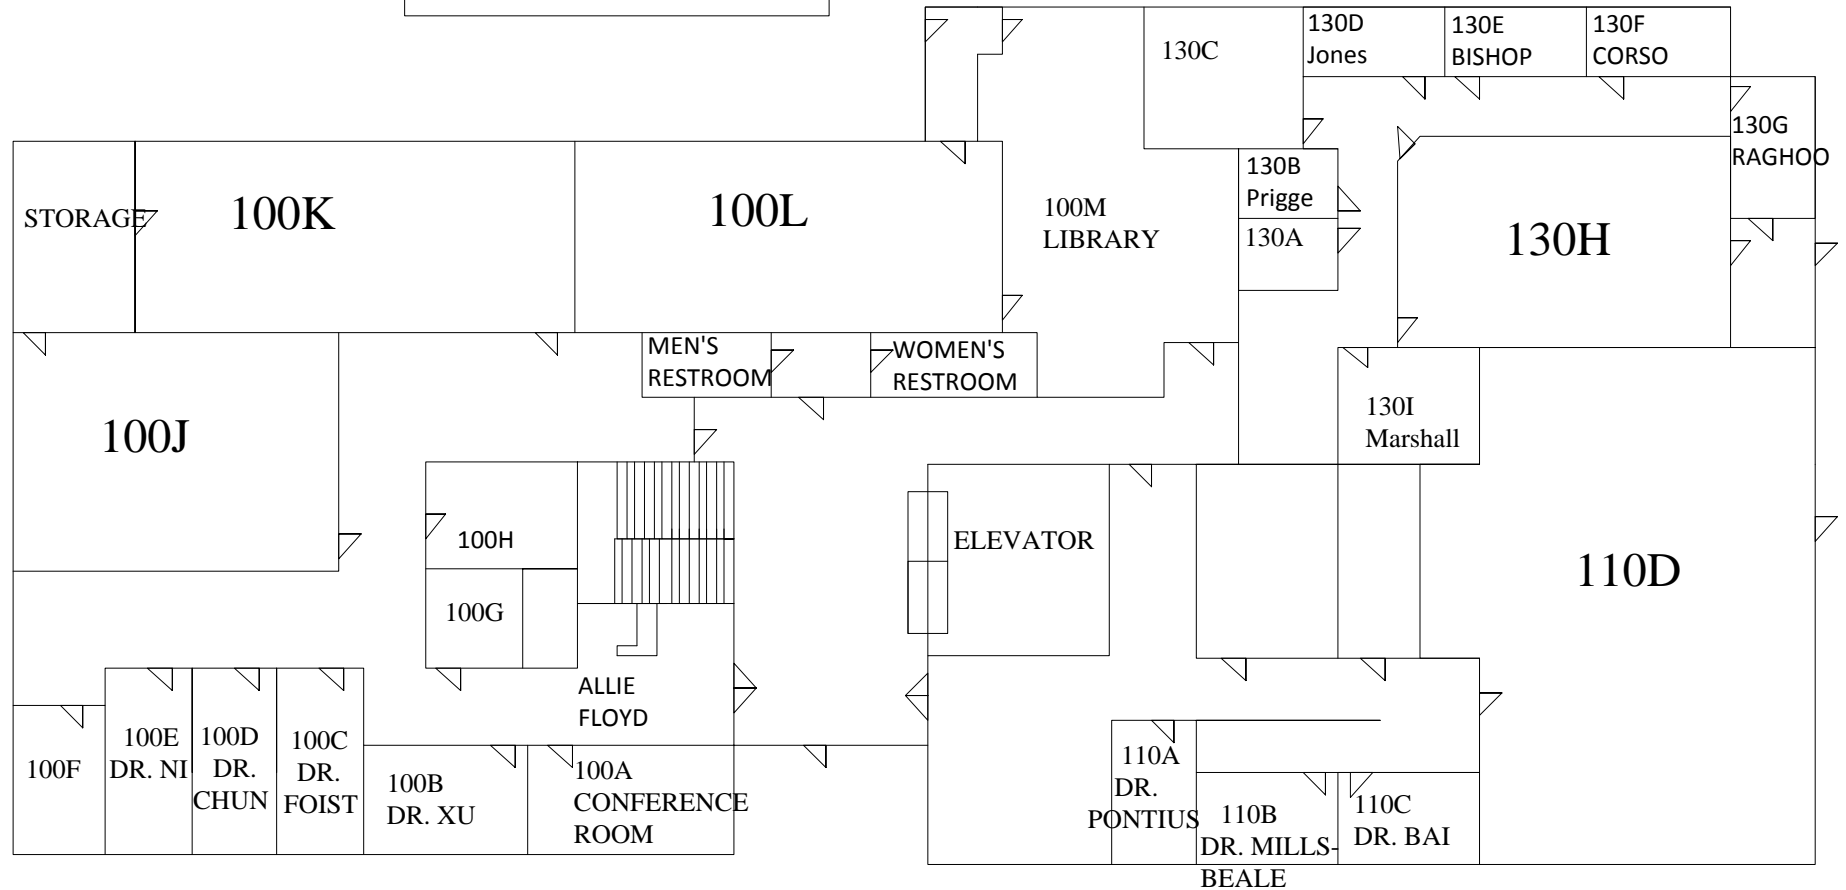 130D
Jones
130E
BISHOP
130F
CORSO
130C
130G
RAGHOO
130B
Prigge
130A
STORAGE
100K
100L
100M
LIBRARY
130H
MEN'S
RESTROOM
WOMEN'S
RESTROOM
100J
130I
Marshall
100H
ELEVATOR
110D
100G
ALLIE
FLOYD
100F
100E
DR. NI
100D
DR.
CHUN
100C
DR.
FOIST
100B
DR. XU
100A
CONFERENCE
ROOM
110A
DR.
PONTIUS
110B
DR. MILLS-
BEALE
110C
DR. BAI